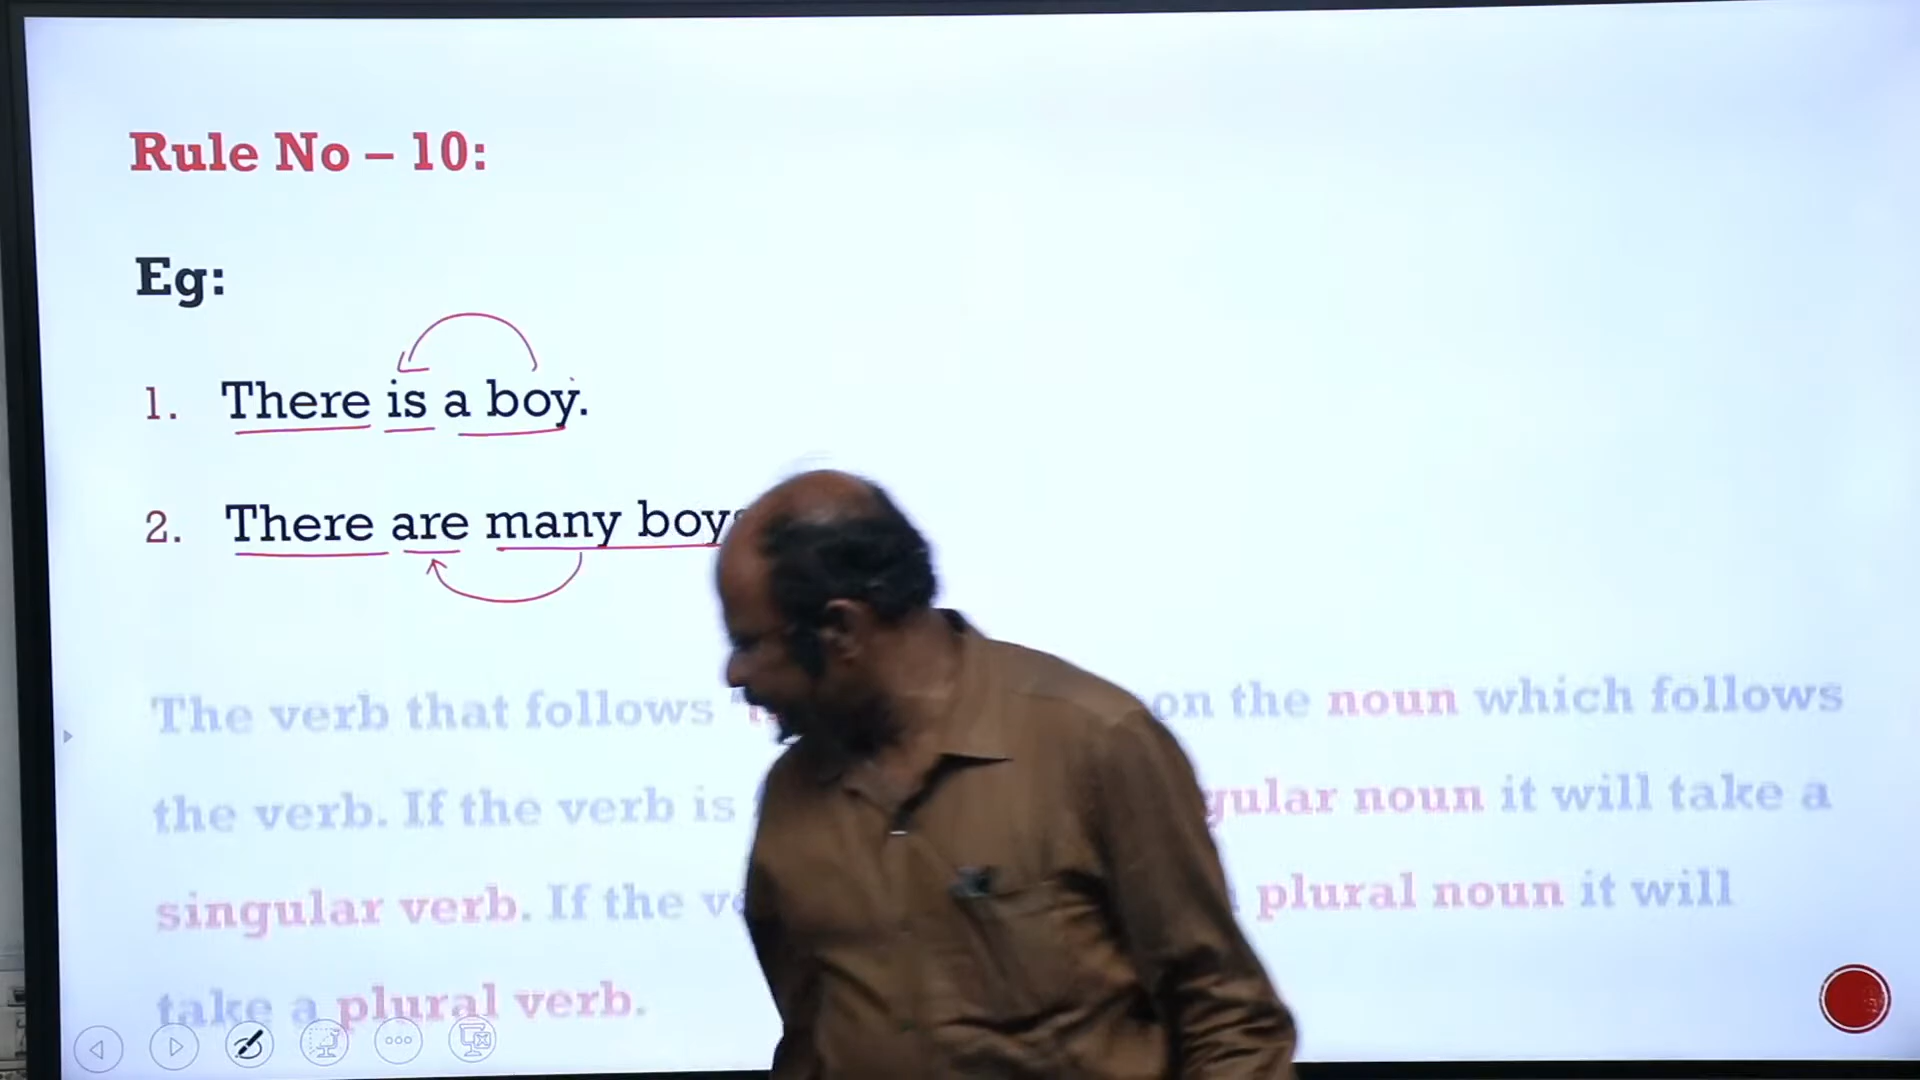 Rule No – 10:
Eg:
1. There is a boy.
2. There are many boys
The verb that follows on the noun which follows
the verb. If the verb is gular noun it will take a
singular verb. If the plural noun it will
take a plural verb.